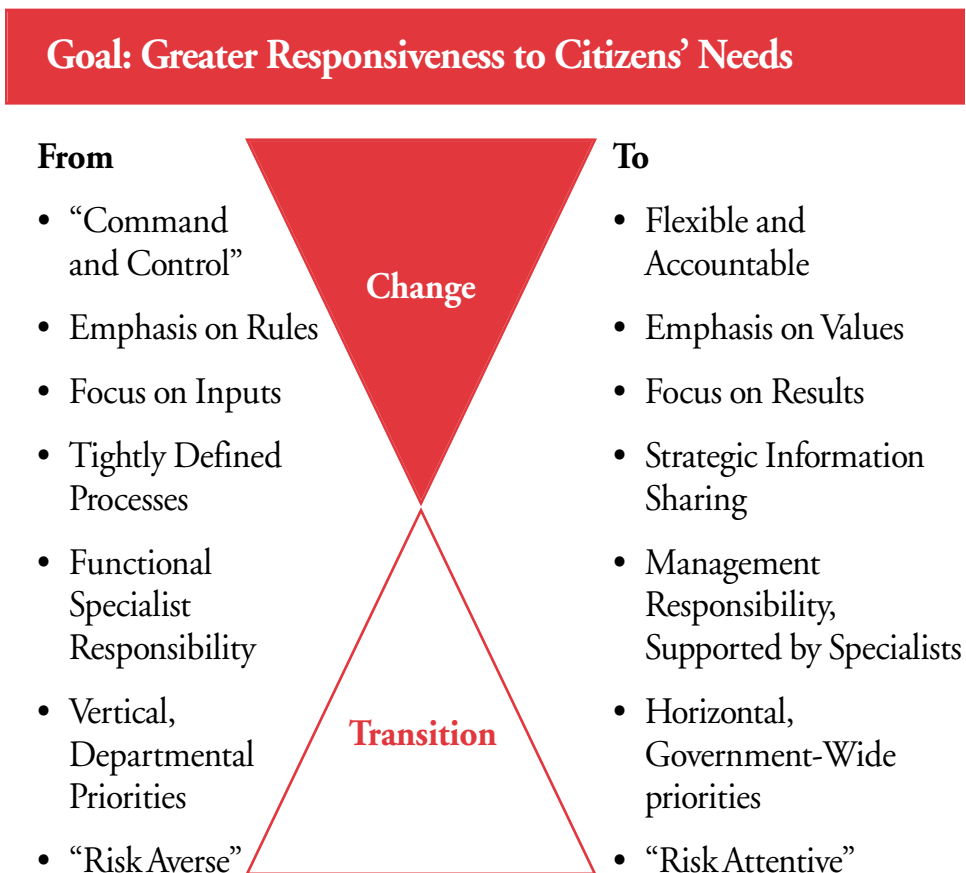 Goal: Greater Responsiveness to Citizens’ Needs
From
• “Command
and Control”
• Emphasis on Rules
• Focus on Inputs
• Tightly Defined
Processes
• Functional
Specialist
Responsibility
• Vertical,
Departmental
Priorities
• “Risk Averse”
Change
Transition
To
• Flexible and
Accountable
• Emphasis on Values
• Focus on Results
• Strategic Information
Sharing
• Management
Responsibility,
Supported by Specialists
• Horizontal,
Government-Wide
priorities
• “Risk Attentive”